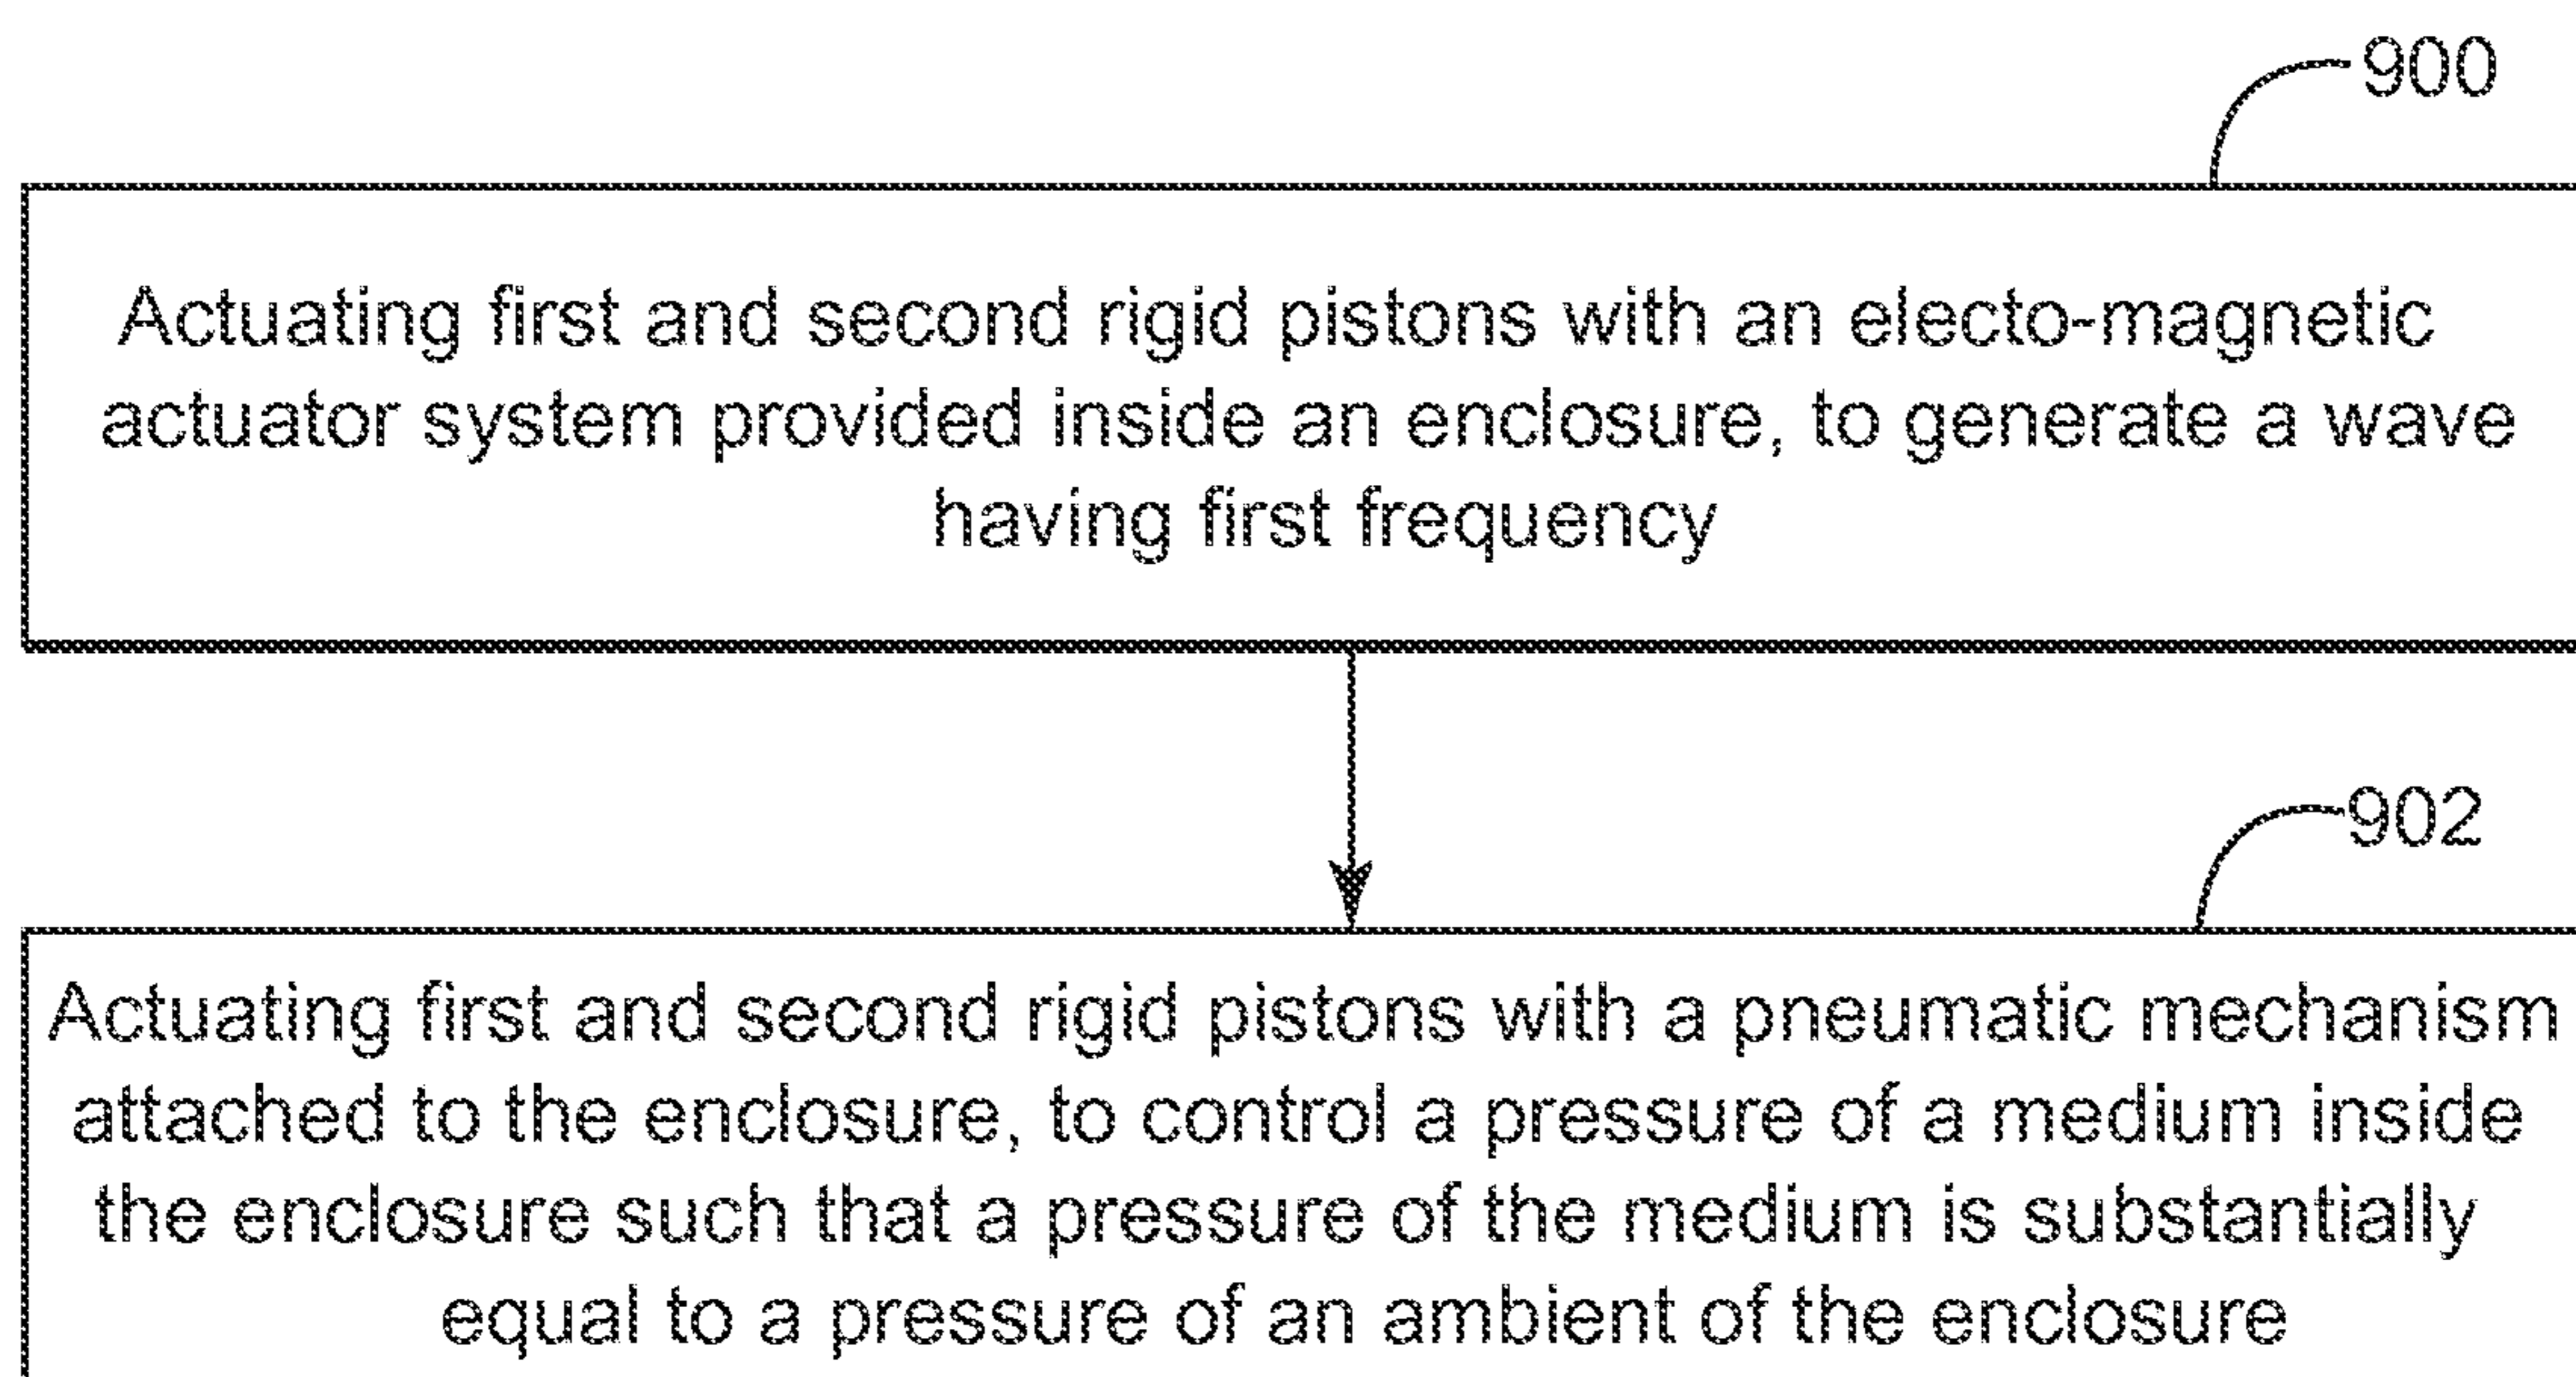 900
Actuating first and second rigid pistons with an electo-magnetic
actuator system provided inside an enclosure, to generate a wave
having first frequency
902
Actuating first and second rigid pistons with a pneumatic mechanism
attached to the enclosure, to control a pressure of a medium inside
the enclosure such that a pressure of the medium is substantially
equal to a pressure of an ambient of the enclosure